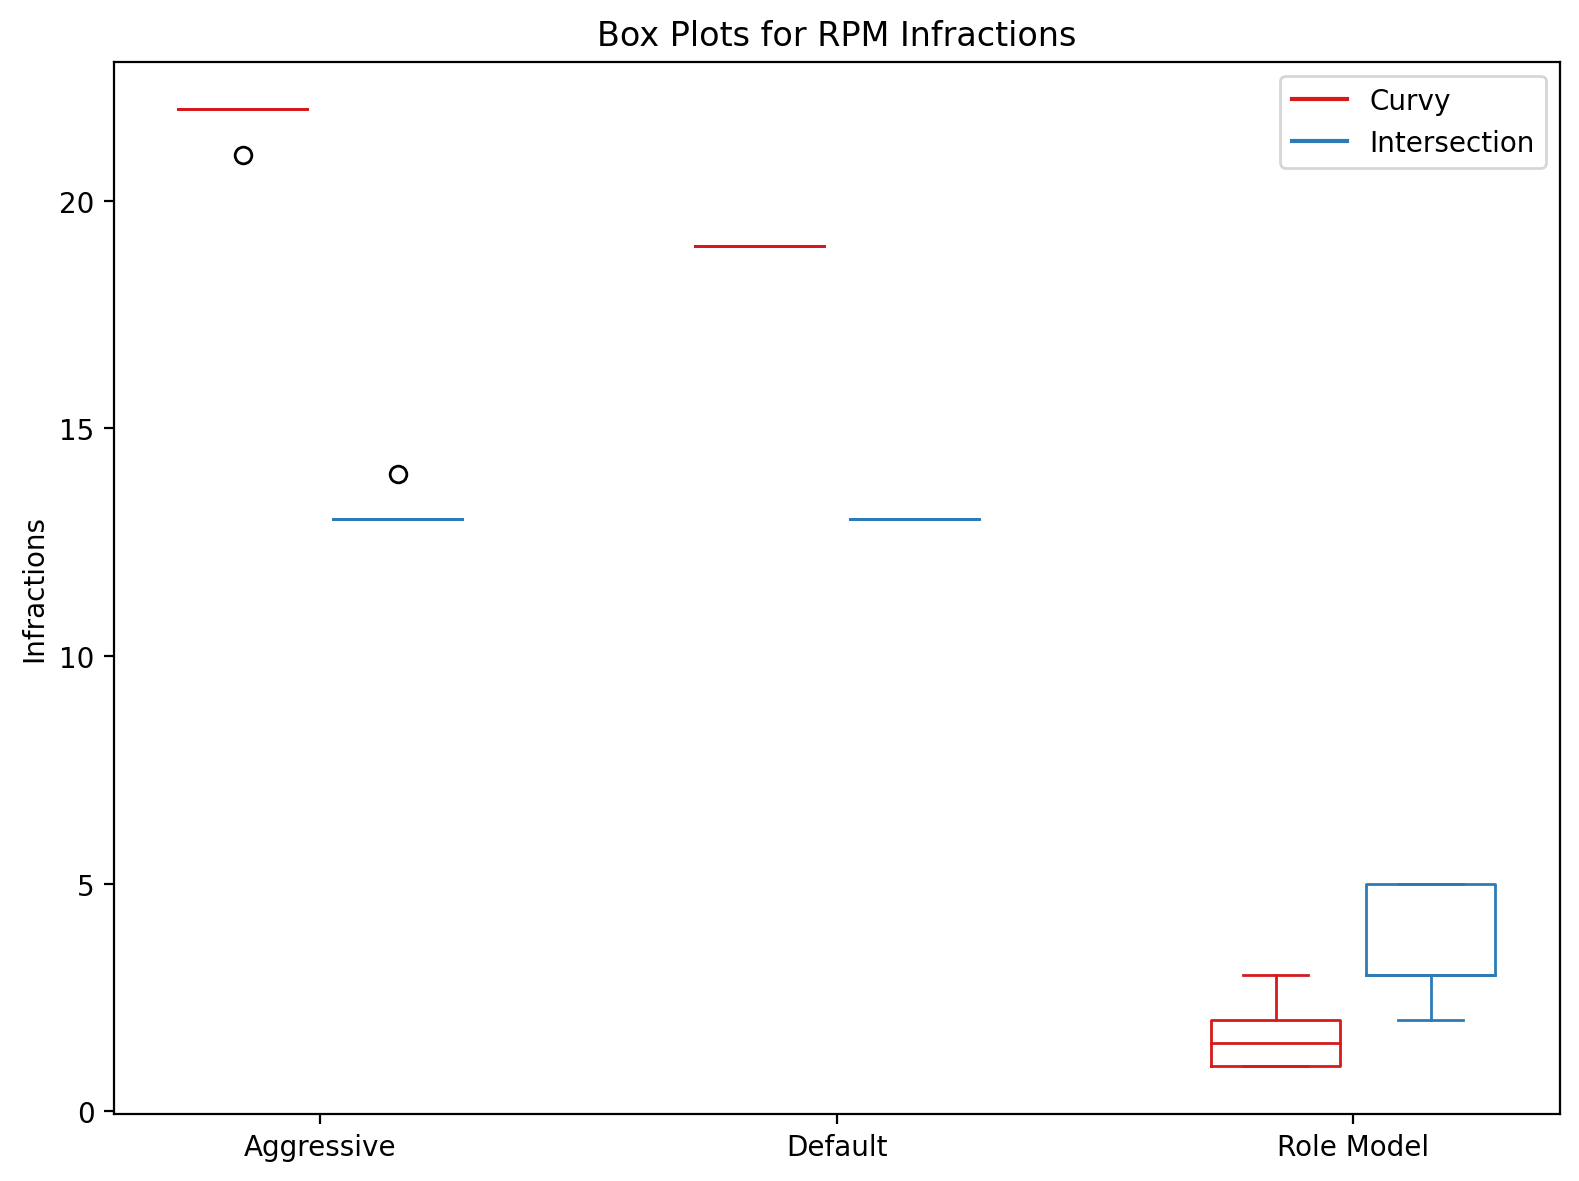 Box Plots for RPM Infractions
Curvy
Intersection
Infractions
20
15
10
5
0
Aggressive
Default
Role Model